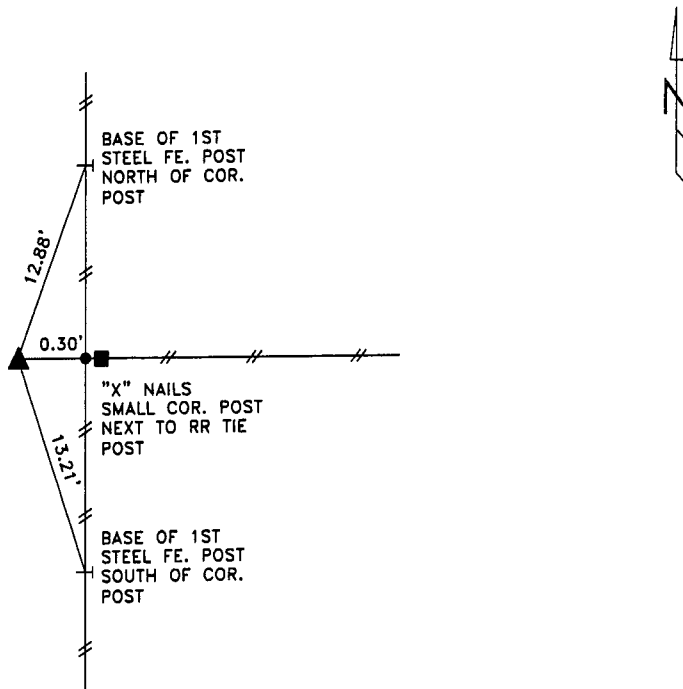 N
BASE OF 1ST
STEEL FE. POST
NORTH OF COR.
POST
12.88'
0.30'
"X" NAILS
SMALL COR. POST
NEXT TO RR TIE
POST
13.21'
BASE OF 1ST
STEEL FE. POST
SOUTH OF COR.
POST